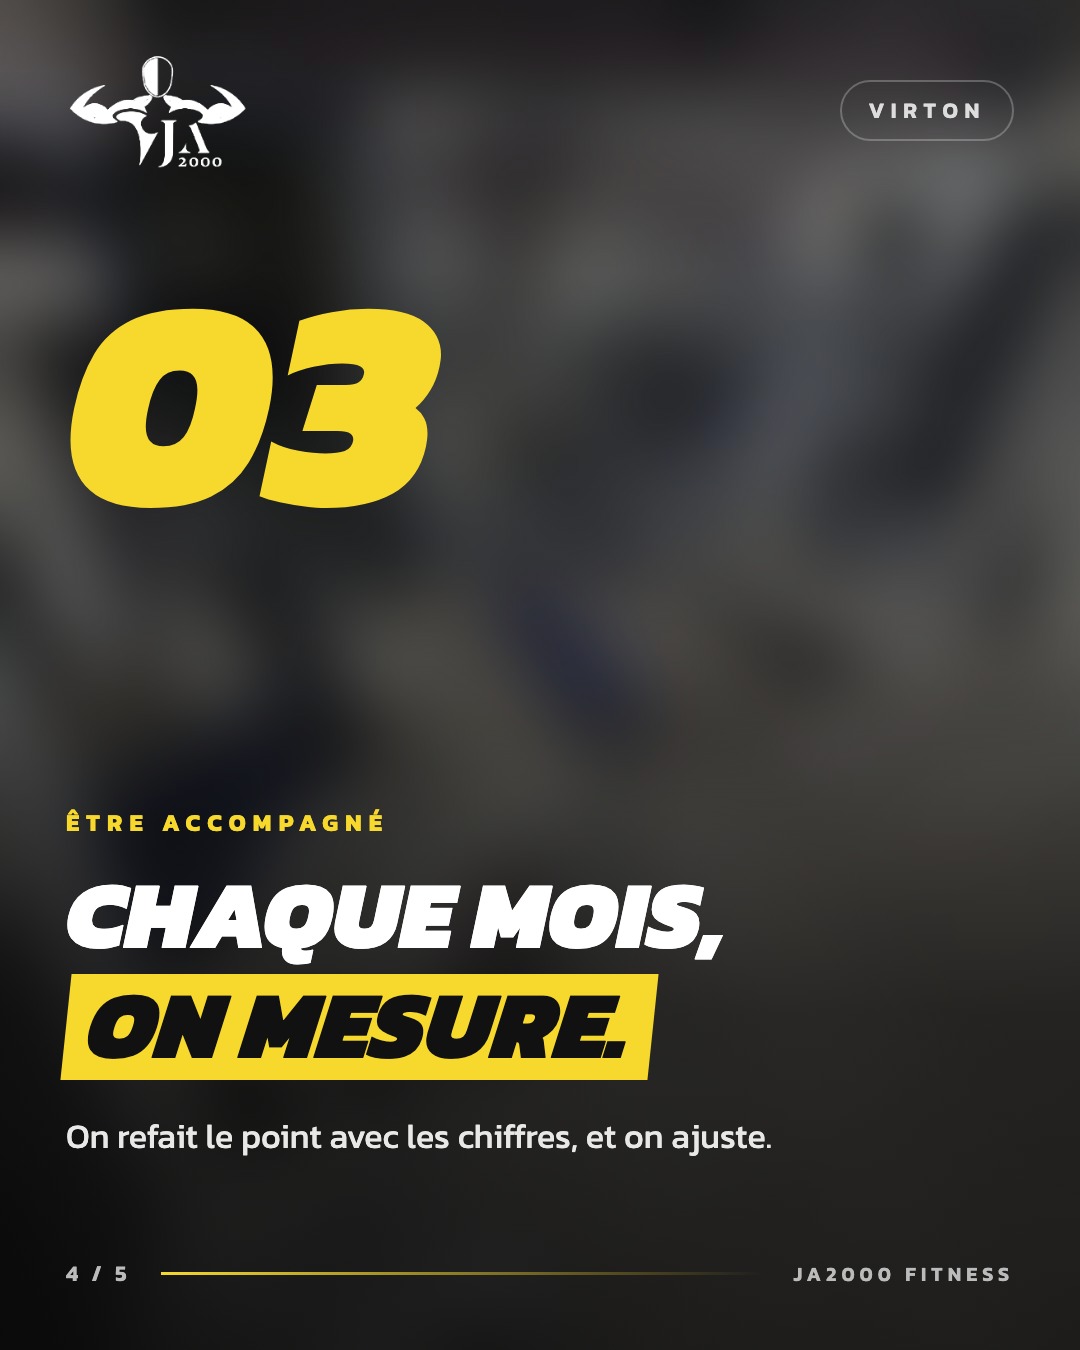 JA
2000
VIRTON
03
ÊTRE ACCOMPAGNÉ
CHAQUE MOIS,
ON MESURE.
On refait le point avec les chiffres, et on ajuste.
4 / 5
JA2000 FITNESS